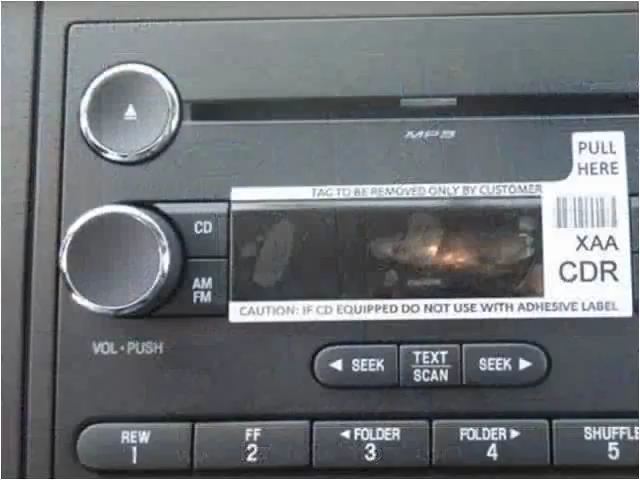 MP3
PULL
HERE
TAG TO BE REMOVED ONLY BY CUSTOMER
XAA
CDR
CD
AM
FM
CAUTION: IF CD EQUIPPED DO NOT USE WITH ADHESIVE LABEL
VOL • PUSH
◄ SEEK
TEXT
SCAN
SEEK ►
REW
1
FF
2
◄ FOLDER
3
FOLDER ►
4
SHUFFLE
5